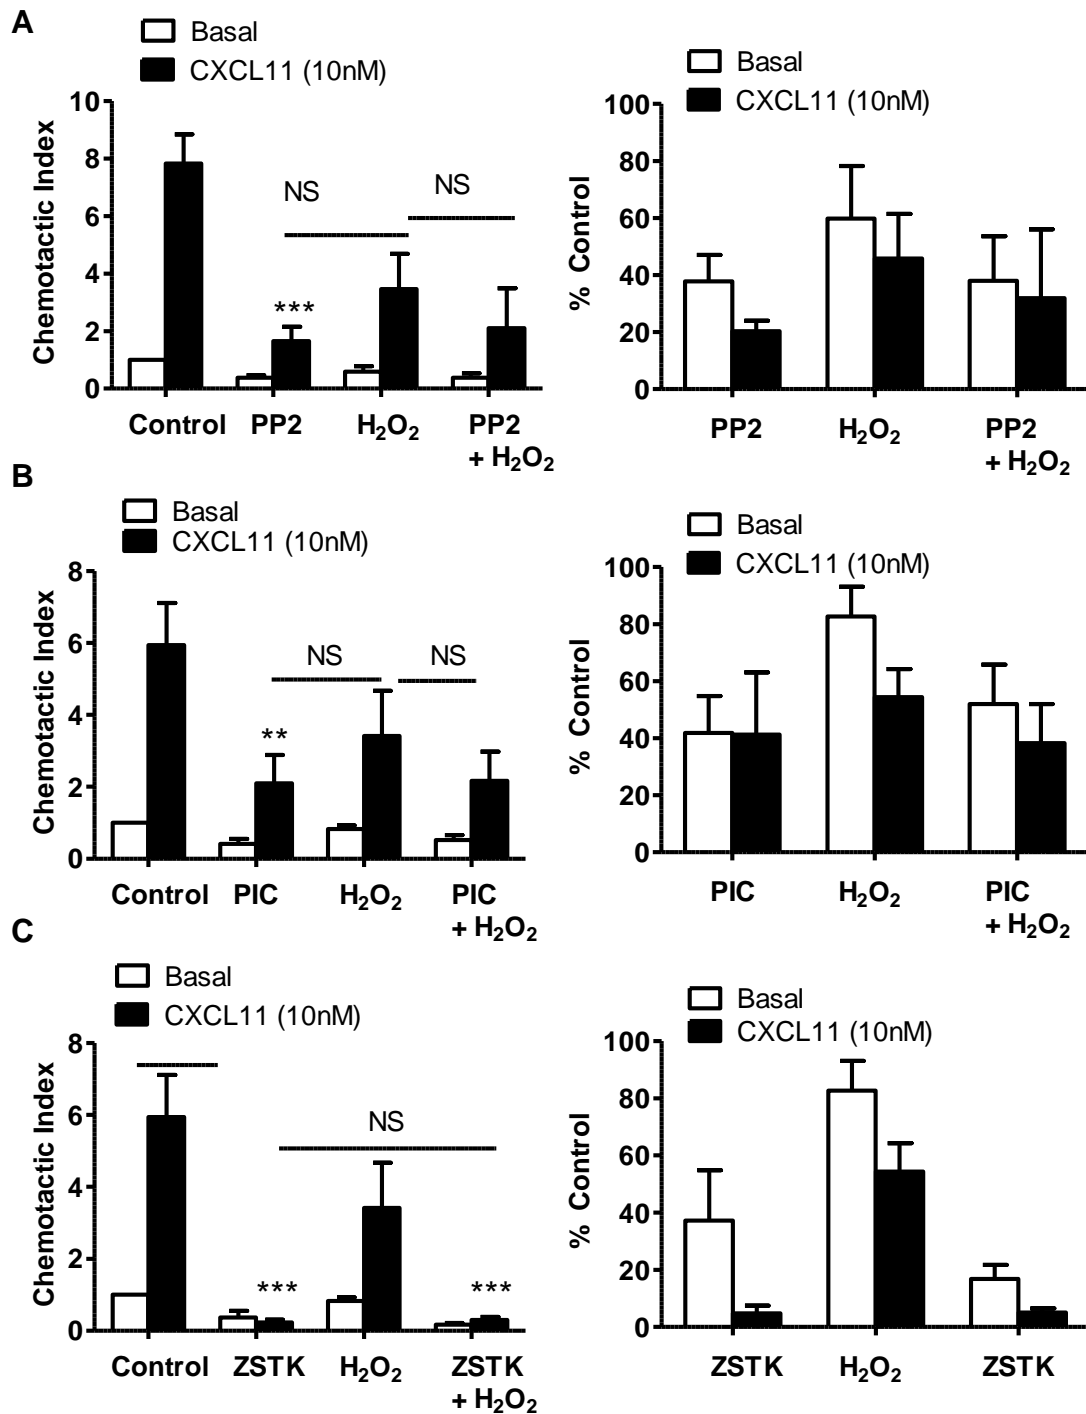 A
Basal
CXCL11 (10nM)
Chemotactic Index
10
8
6
4
2
0
NS
NS
***
Control PP2 H₂O₂ PP2
+ H₂O₂
Basal
CXCL11 (10nM)
% Control
100
80
60
40
20
0
PP2 H₂O₂ PP2
+ H₂O₂
B
Basal
CXCL11 (10nM)
Chemotactic Index
8
6
4
2
0
NS
NS
**
Control PIC H₂O₂ PIC
+ H₂O₂
Basal
CXCL11 (10nM)
% Control
100
80
60
40
20
0
PIC H₂O₂ PIC
+ H₂O₂
C
Basal
CXCL11 (10nM)
Chemotactic Index
8
6
4
2
0
NS
***
***
Control ZSTK H₂O₂ ZSTK
+ H₂O₂
Basal
CXCL11 (10nM)
% Control
100
80
60
40
20
0
ZSTK H₂O₂ ZSTK